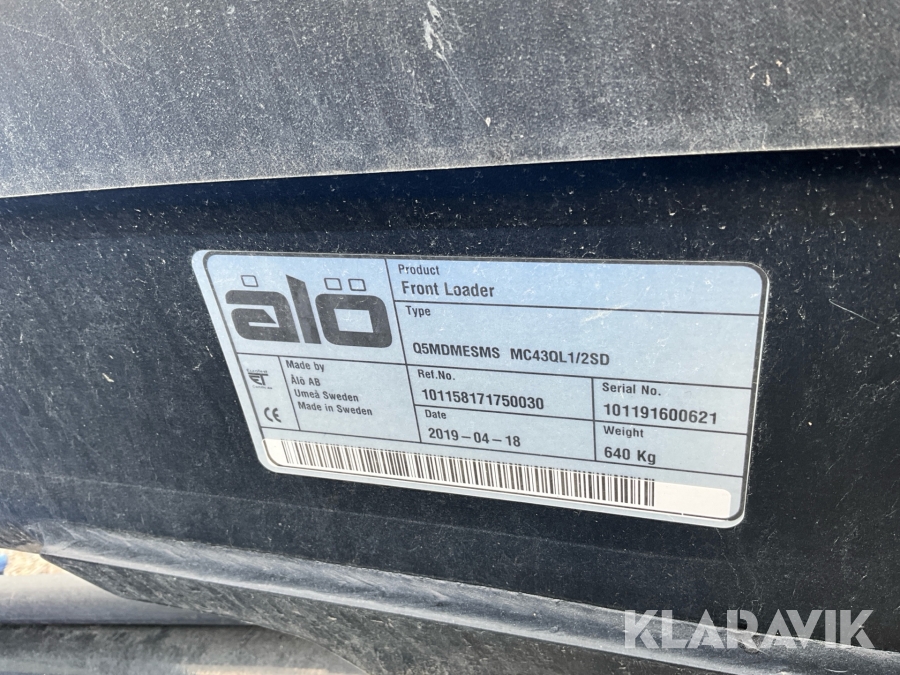 älö
Product
Front Loader
Type
Q5MDMESMS MC43QL1/2SD
Made by
Ålö AB
Umeå Sweden
Made in Sweden
CE
Ref.No.
101158171750030
Serial No.
101191600621
Date
2019-04-18
Weight
640 Kg
KLARAVIK